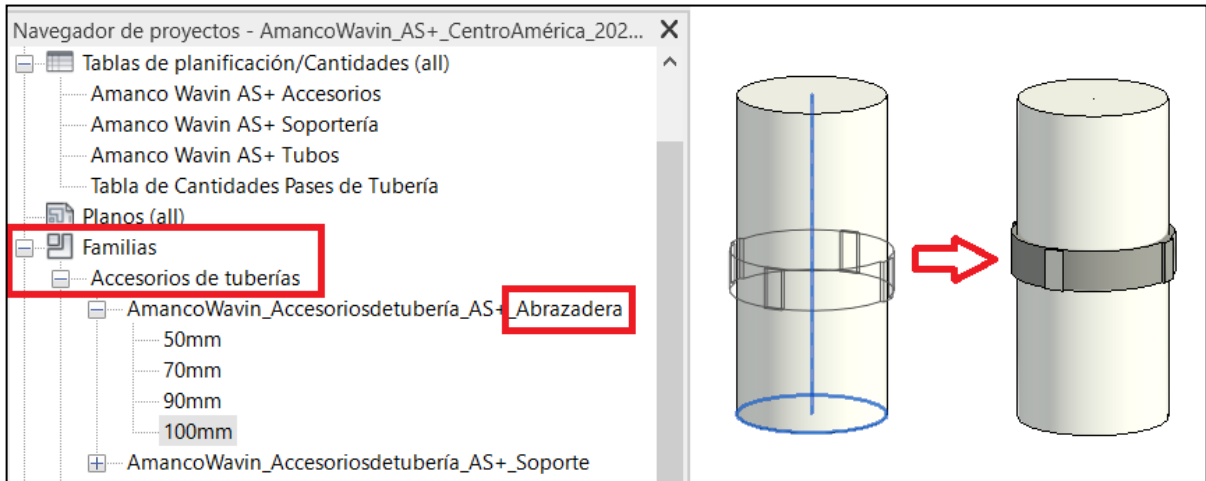 Navegador de proyectos - AmancoWavin_AS+_CentroAmérica_202...
Tablas de planificación/Cantidades (all)
Amanco Wavin AS+ Accesorios
Amanco Wavin AS+ Soportería
Amanco Wavin AS+ Tubos
Tabla de Cantidades Pases de Tubería
Planos (all)
Familias
Accesorios de tuberías
AmancoWavin_Accesoriosdetubería_AS+_Abrazadera
50mm
70mm
90mm
100mm
AmancoWavin_Accesoriosdetubería_AS+_Soporte